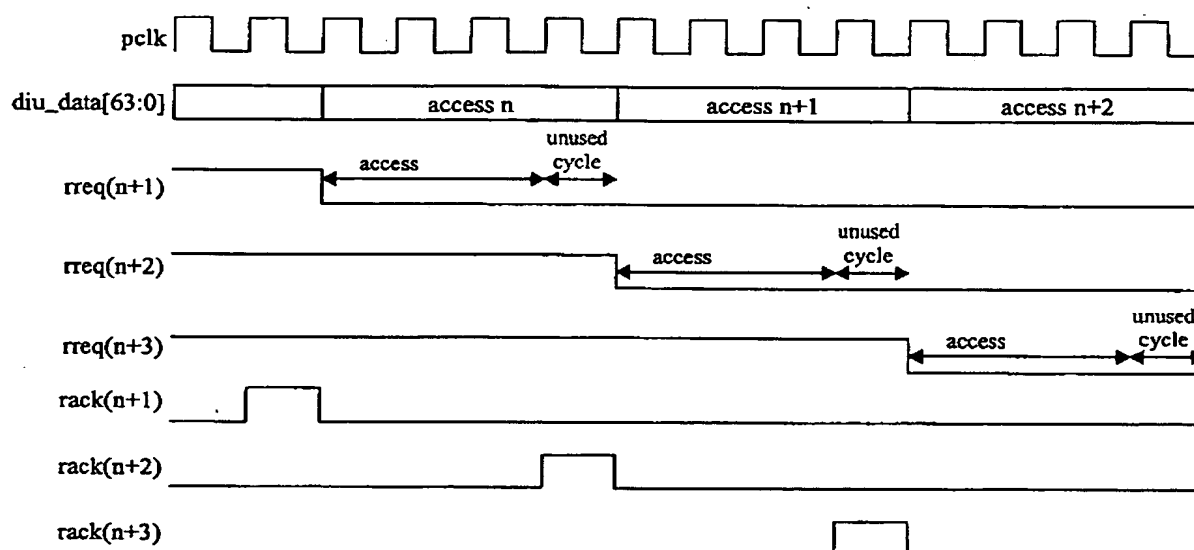 pclk
diu_data[63:0]
access n
access n+1
access n+2
rreq(n+1)
access
unused
cycle
rreq(n+2)
access
unused
cycle
rreq(n+3)
access
unused
cycle
rack(n+1)
rack(n+2)
rack(n+3)